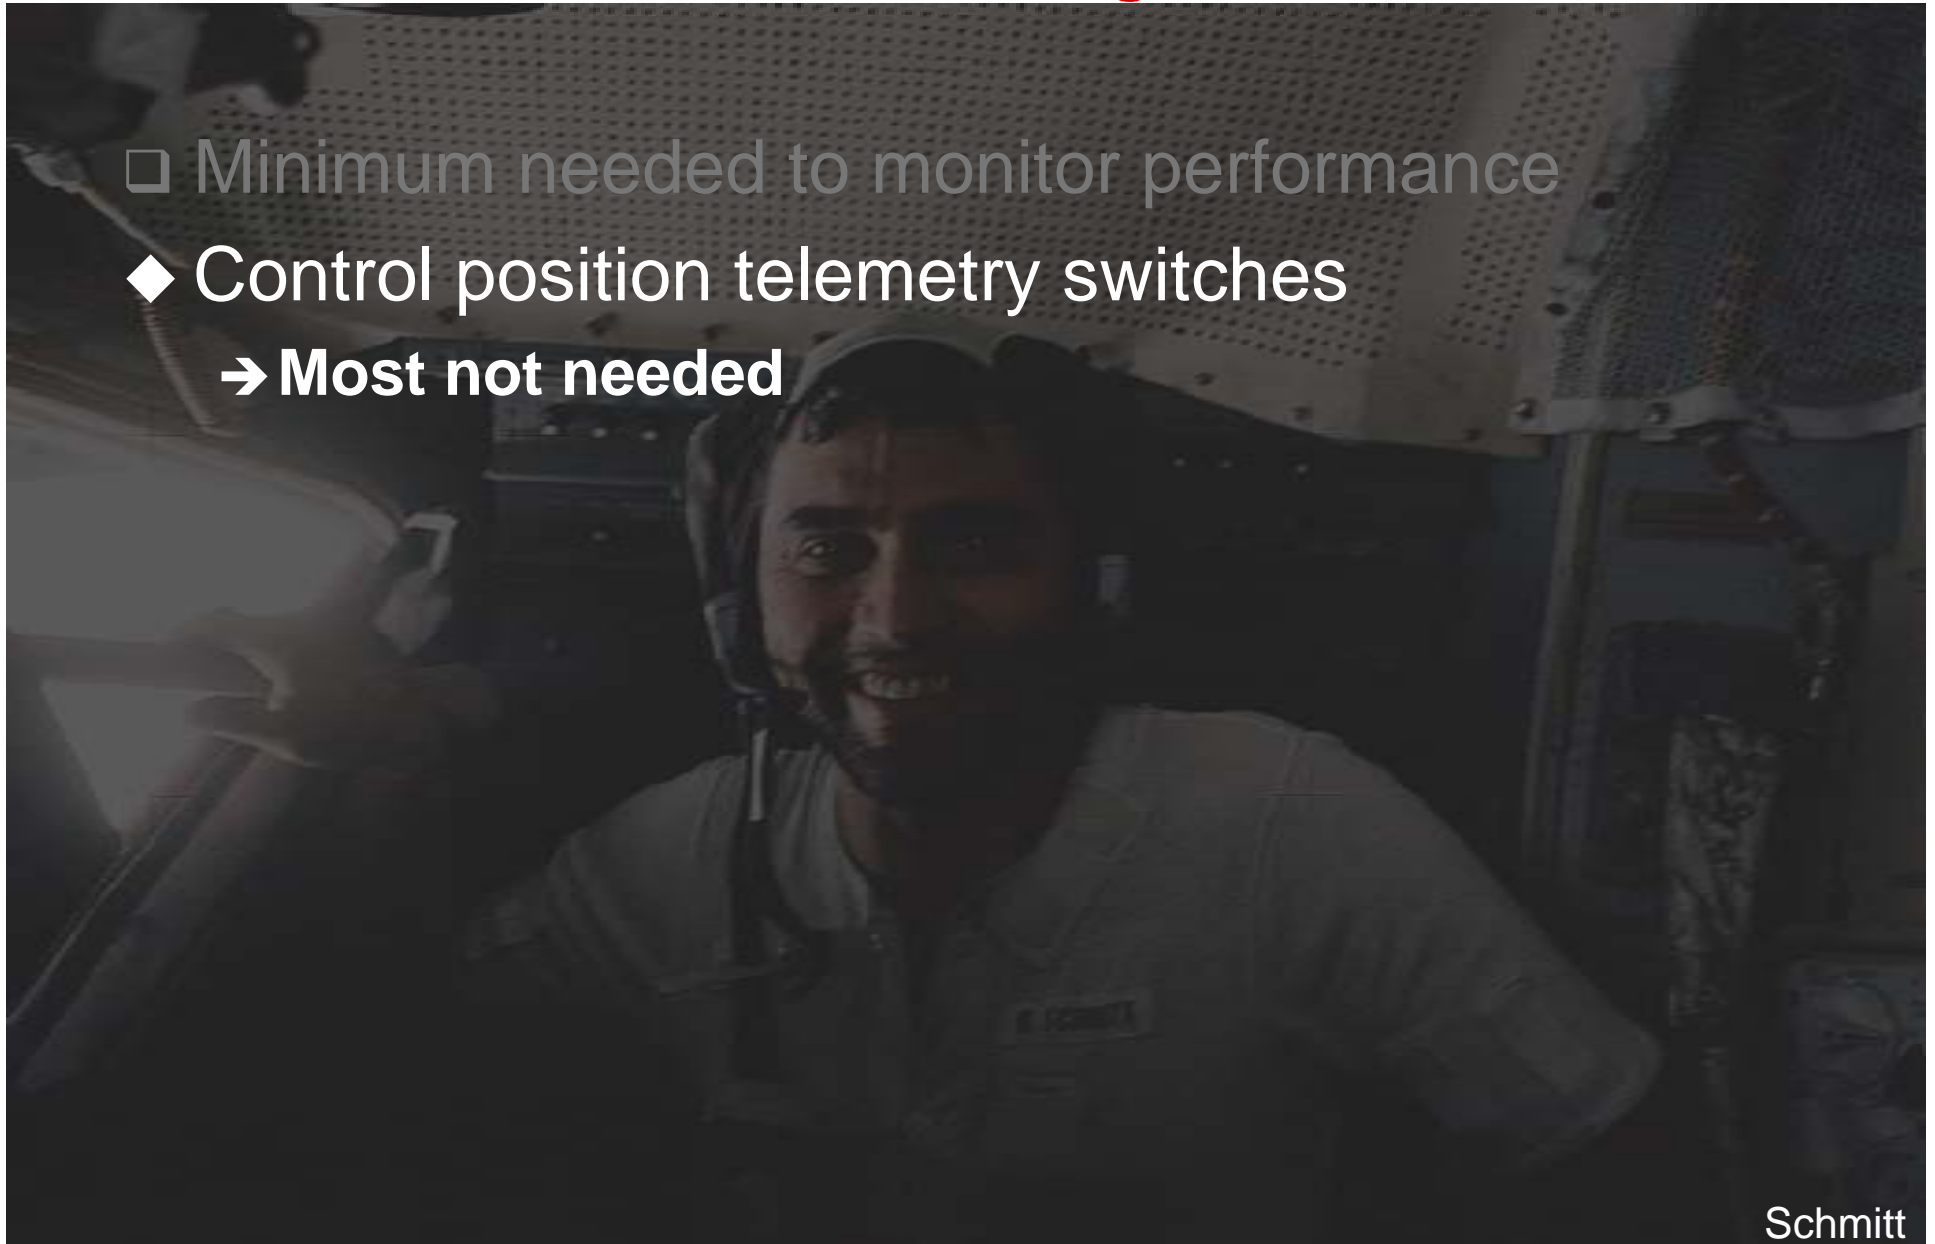 ❑ Minimum needed to monitor performance
◆ Control position telemetry switches
➔ Most not needed
Schmitt